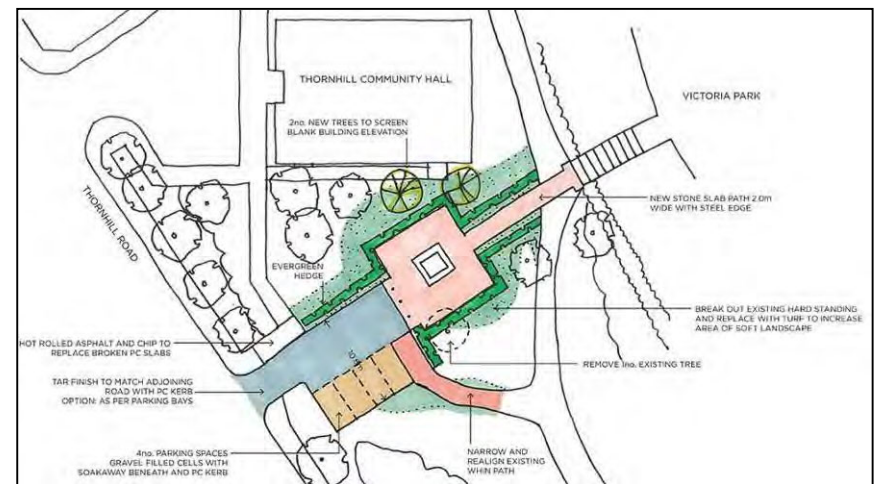 THORNHILL COMMUNITY HALL
VICTORIA PARK
2no. NEW TREES TO SCREEN
BLANK BUILDING ELEVATION
THORNHILL ROAD
NEW STONE SLAB PATH 2.0m
WIDE WITH STEEL EDGE
EVERGREEN
HEDGE
BREAK OUT EXISTING HARD STANDING
AND REPLACE WITH TURF TO INCREASE
AREA OF SOFT LANDSCAPE
HOT ROLLED ASPHALT AND CHIP TO
REPLACE BROKEN PC SLABS
REMOVE 1no. EXISTING TREE
TAR FINISH TO MATCH ADJOINING
ROAD WITH PC KERB
OPTION: AS PER PARKING BAYS
4no. PARKING SPACES
GRAVEL FILLED CELLS WITH
SOAKAWAY BENEATH AND PC KERB
NARROW AND
REALIGN EXISTING
WHIN PATH